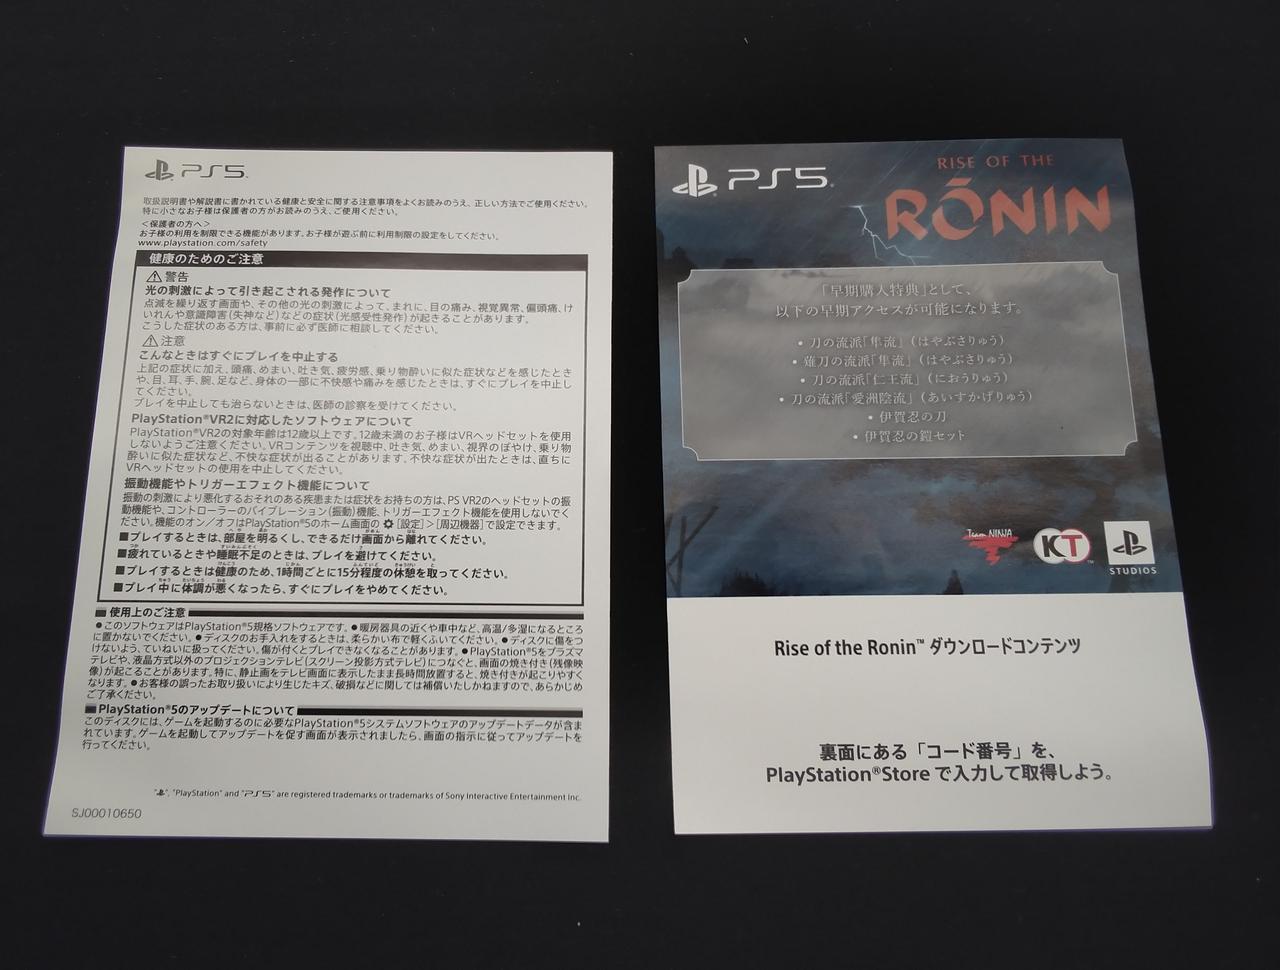 PS5
取扱説明書や解説書に書かれている健康と安全に関する注意事項をよくお読みのうえ、正しい方法でご使用ください。
特に小さなお子様は保護者の方がお読みのうえ、ご使用ください。
<保護者の方へ>
お子様の利用を制限できる機能があります。お子様が遊ぶ前に利用制限の設定をしてください。
www.playstation.com/safety
健康のためのご注意
警告
光の刺激によって引き起こされる発作について
点滅を繰り返す画面や、その他の光の刺激によって、まれに、目の痛み、視覚異常、偏頭痛、け
いれんや意識障害(失神など)などの症状(光感受性発作)が起きることがあります。
こうした症状のある方は、事前に必ず医師に相談してください。
注意
こんなときはすぐにプレイを中止する
上記の症状に加え、頭痛、めまい、吐き気、疲労感、乗り物酔いに似た症状などを感じたとき
や、目、耳、手、腕、足など、身体の一部に不快感や痛みを感じたときは、すぐにプレイを中止し
てください。
プレイを中止しても治らないときは、医師の診察を受けてください。
PlayStation®VR2に対応したソフトウェアについて
PlayStation®VR2の対象年齢は12歳以上です。12歳未満のお子様はVRヘッドセットを使用
しないようご注意ください。VRコンテンツを視聴中、吐き気、めまい、視界のぼやけ、乗り物
酔いに似た症状など、不快な症状が出ることがあります。不快な症状が出たときは、直ちに
VRヘッドセットの使用を中止してください。
振動機能やトリガーエフェクト機能について
振動の刺激により悪化するおそれのある疾患または症状をお持ちの方は、PS VR2のヘッドセットの振
動機能や、コントローラーのバイブレーション(振動)機能、トリガーエフェクト機能を使用しないでく
ださい。機能のオン/オフはPlayStation®5のホーム画面の [設定]>[周辺機器]で設定できます。
■プレイするときは、部屋を明るくし、できるだけ画面から離れてください。
■疲れているときや睡眠不足のときは、プレイを避けてください。
■プレイするときは健康のため、1時間ごとに15分程度の休憩を取ってください。
■プレイ中に体調が悪くなったら、すぐにプレイをやめてください。
■使用上のご注意
●このソフトウェアはPlayStation®5規格ソフトウェアです。●暖房器具の近くや車中など、高温/多湿になるところ
に置かないでください。●ディスクのお手入れをするときは、柔らかい布で軽くふいてください。●ディスクに傷をつ
けないよう、ていねいに扱ってください。傷が付くとプレイできなくなることがあります。●PlayStation®5をプラズマ
テレビや、液晶方式以外のプロジェクションテレビ(スクリーン投影方式テレビ)につなぐと、画面の焼き付き(残像映
像)が起こることがあります。特に、静止画をテレビ画面に表示したまま長時間放置すると、焼き付きが起こりやすく
なります。●お客様の誤ったお取り扱いにより生じたキズ、破損などに関しては補償いたしかねますので、あらかじめ
ご了承ください。
■PlayStation®5のアップデートについて
このディスクには、ゲームを起動するのに必要なPlayStation®5システムソフトウェアのアップデートデータが含ま
れています。ゲームを起動してアップデートを促す画面が表示されましたら、画面の指示に従ってアップデートを
行ってください。
" ", "PlayStation" and "PS5" are registered trademarks or trademarks of Sony Interactive Entertainment Inc.
SJ00010650
PS5
RISE OF THE
RŌNIN
「早期購入特典」として、
以下の早期アクセスが可能になります。
• 刀の流派「隼流」(はやぶさりゅう)
• 薙刀の流派「隼流」(はやぶさりゅう)
• 刀の流派「仁王流」(におうりゅう)
• 刀の流派「愛洲陰流」(あいすかげりゅう)
• 伊賀忍の刀
• 伊賀忍の鎧セット
Team NINJA
KT
STUDIOS
Rise of the Ronin™ ダウンロードコンテンツ
裏面にある「コード番号」を、
PlayStation®Store で入力して取得しよう。